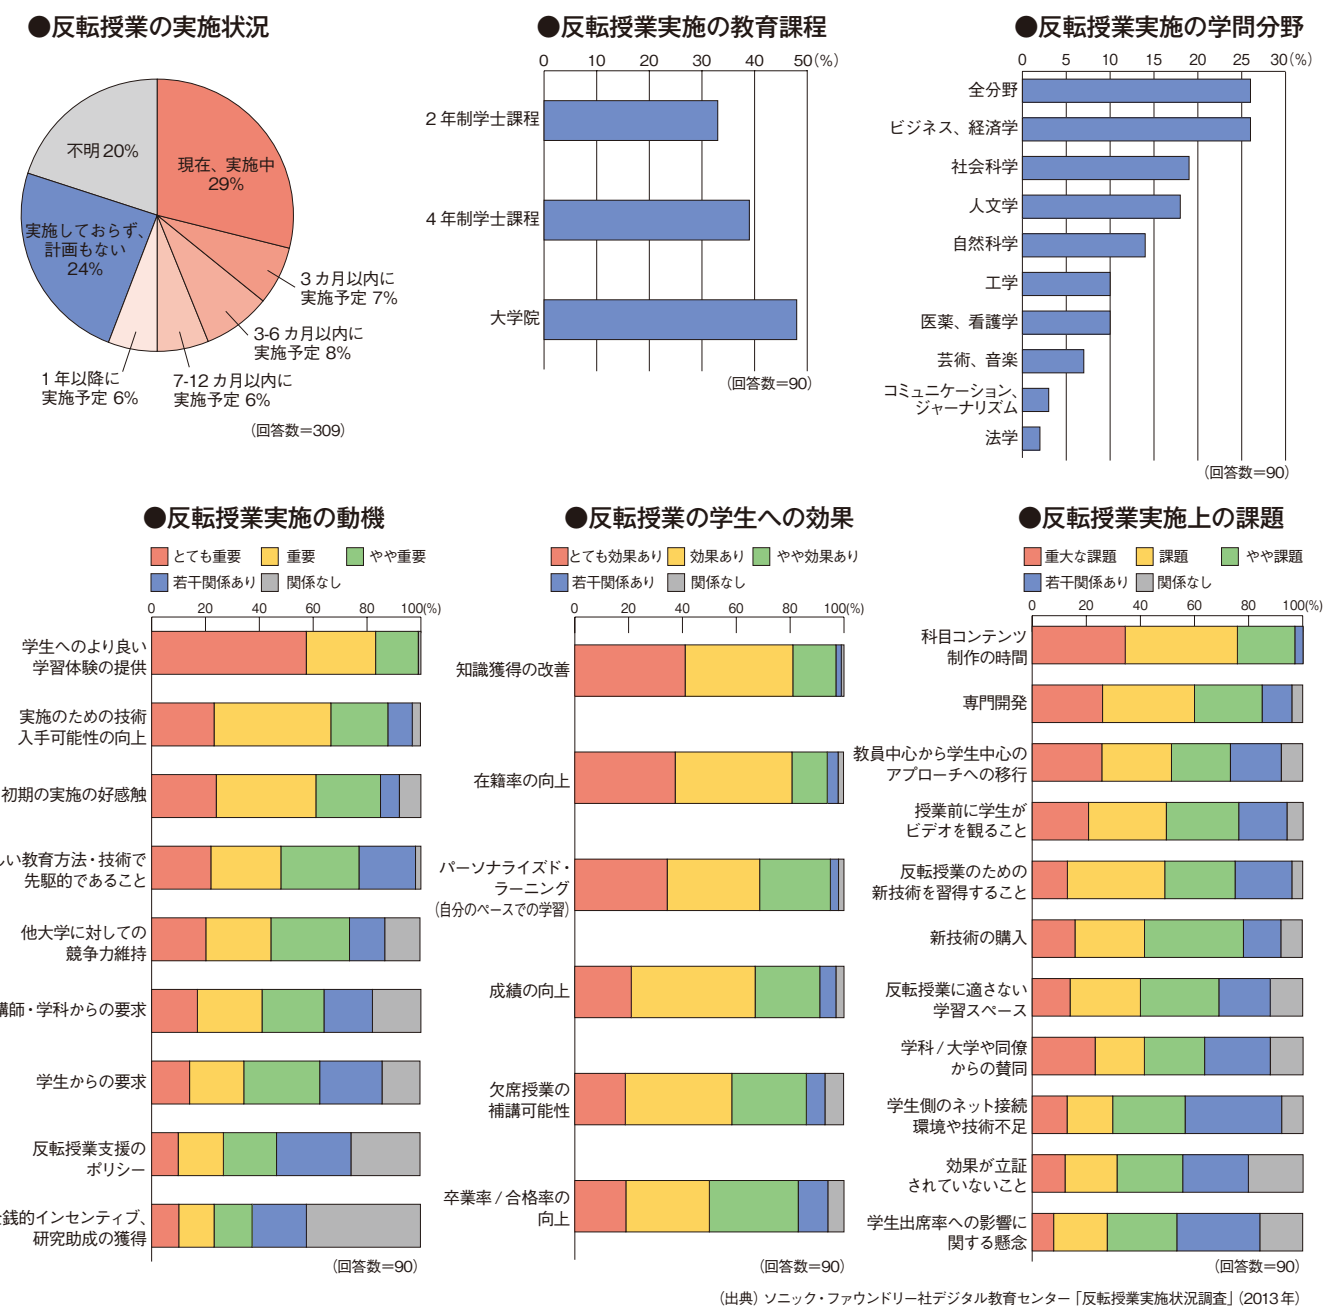 ●反転授業の実施状況
現在、実施中
29%
3カ月以内に
実施予定 7%
3-6カ月以内に
実施予定 8%
7-12カ月以内に
実施予定 6%
1年以降に
実施予定 6%
実施しておらず、
計画もない
24%
不明20%
(回答数=309)
●反転授業実施の教育課程
0 10 20 30 40 50(%)
2年制学士課程
4年制学士課程
大学院
(回答数=90)
●反転授業実施の学問分野
0 5 10 15 20 25 30(%)
全分野
ビジネス、経済学
社会科学
人文学
自然科学
工学
医薬、看護学
芸術、音楽
コミュニケーション、
ジャーナリズム
法学
(回答数=90)
●反転授業実施の動機
とても重要 重要 やや重要
若干関係あり 関係なし
0 20 40 60 80 100(%)
学生へのより良い
学習体験の提供
実施のための技術
入手可能性の向上
初期の実施の好感触
い教育方法・技術で
先駆的であること
他大学に対しての
競争力維持
講師・学科からの要求
学生からの要求
反転授業支援の
ポリシー
銭的インセンティブ、
研究助成の獲得
(回答数=90)
●反転授業の学生への効果
とても効果あり 効果あり やや効果あり
若干関係あり 関係なし
0 20 40 60 80 100(%)
知識獲得の改善
在籍率の向上
パーソナライズド・
ラーニング
(自分のペースでの学習)
成績の向上
欠席授業の
補講可能性
卒業率/合格率の
向上
(回答数=90)
●反転授業実施上の課題
重大な課題 課題 やや課題
若干関係あり 関係なし
0 20 40 60 80 100(%)
科目コンテンツ
制作の時間
専門開発
教員中心から学生中心の
アプローチへの移行
授業前に学生が
ビデオを観ること
反転授業のための
新技術を習得すること
新技術の購入
反転授業に適さない
学習スペース
学科/大学や同僚
からの賛同
学生側のネット接続
環境や技術不足
効果が立証
されていないこと
学生出席率への影響に
関する懸念
(回答数=90)
(出典)ソニック・ファウンドリー社デジタル教育センター「反転授業実施状況調査」(2013年)